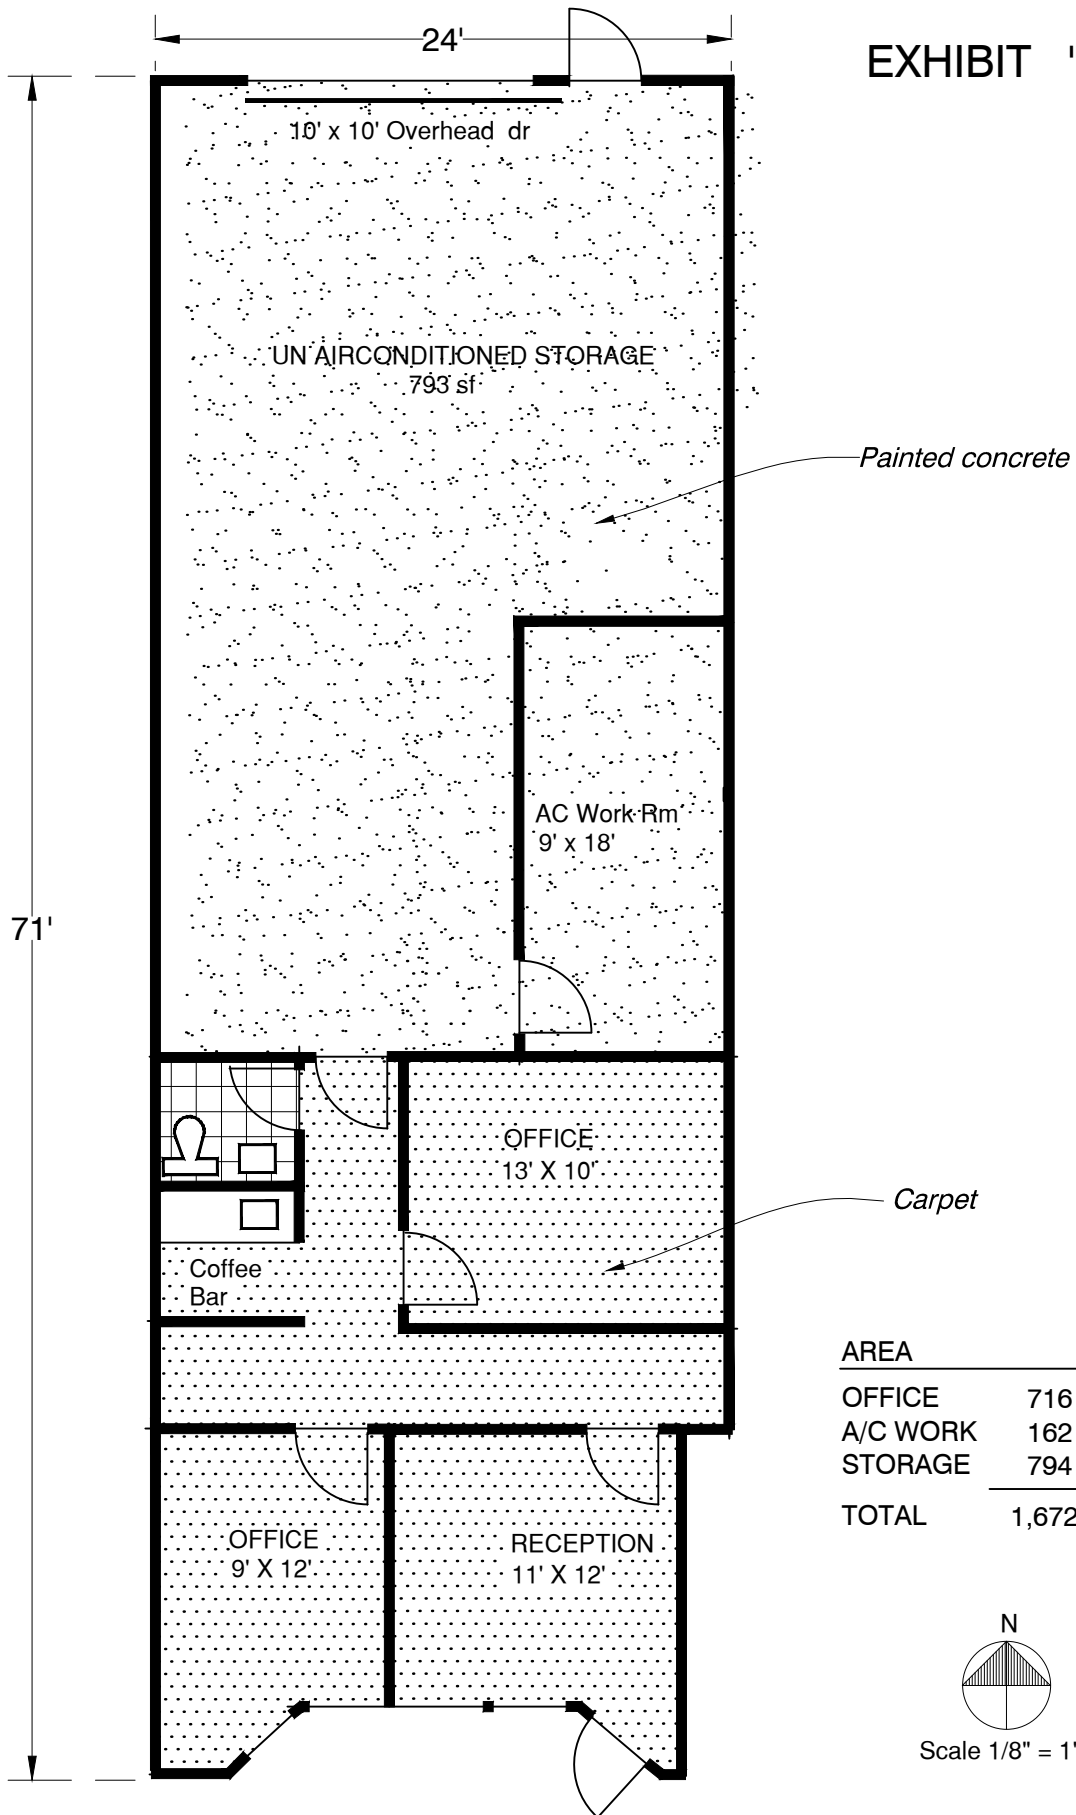 24'
EXHIBIT '
10' x 10' Overhead dr
UN AIRCONDITIONED STORAGE
793 sf
Painted concrete
AC Work Rm
9' x 18'
71'
OFFICE
13' X 10'
Carpet
Coffee
Bar
AREA
OFFICE 716
A/C WORK 162
STORAGE 794
TOTAL 1,672
OFFICE
9' X 12'
RECEPTION
11' X 12'
N
Scale 1/8" = 1'